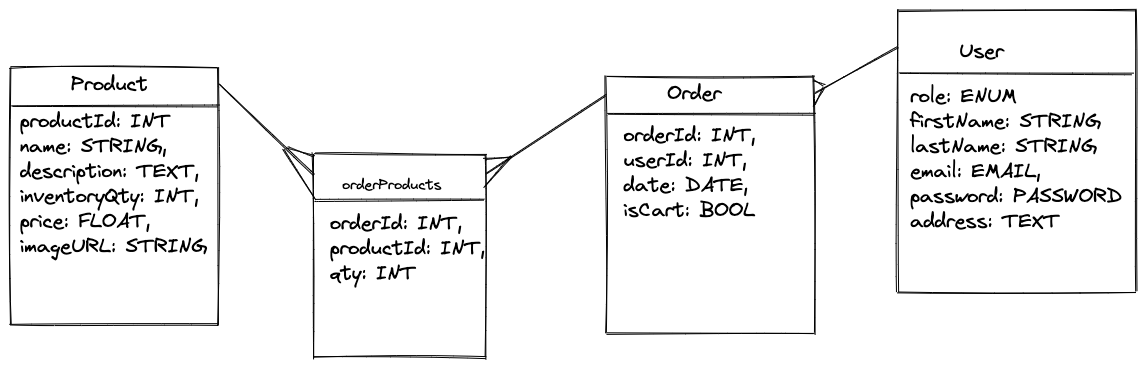 Product
productId: INT
name: STRING,
description: TEXT,
inventoryQty: INT,
price: FLOAT,
imageURL: STRING
orderProducts
orderId: INT,
productId: INT,
qty: INT
Order
orderId: INT,
userId: INT,
date: DATE,
isCart: BOOL
User
role: ENUM
firstName: STRING,
lastName: STRING
email: EMAIL,
password: PASSWORD
address: TEXT